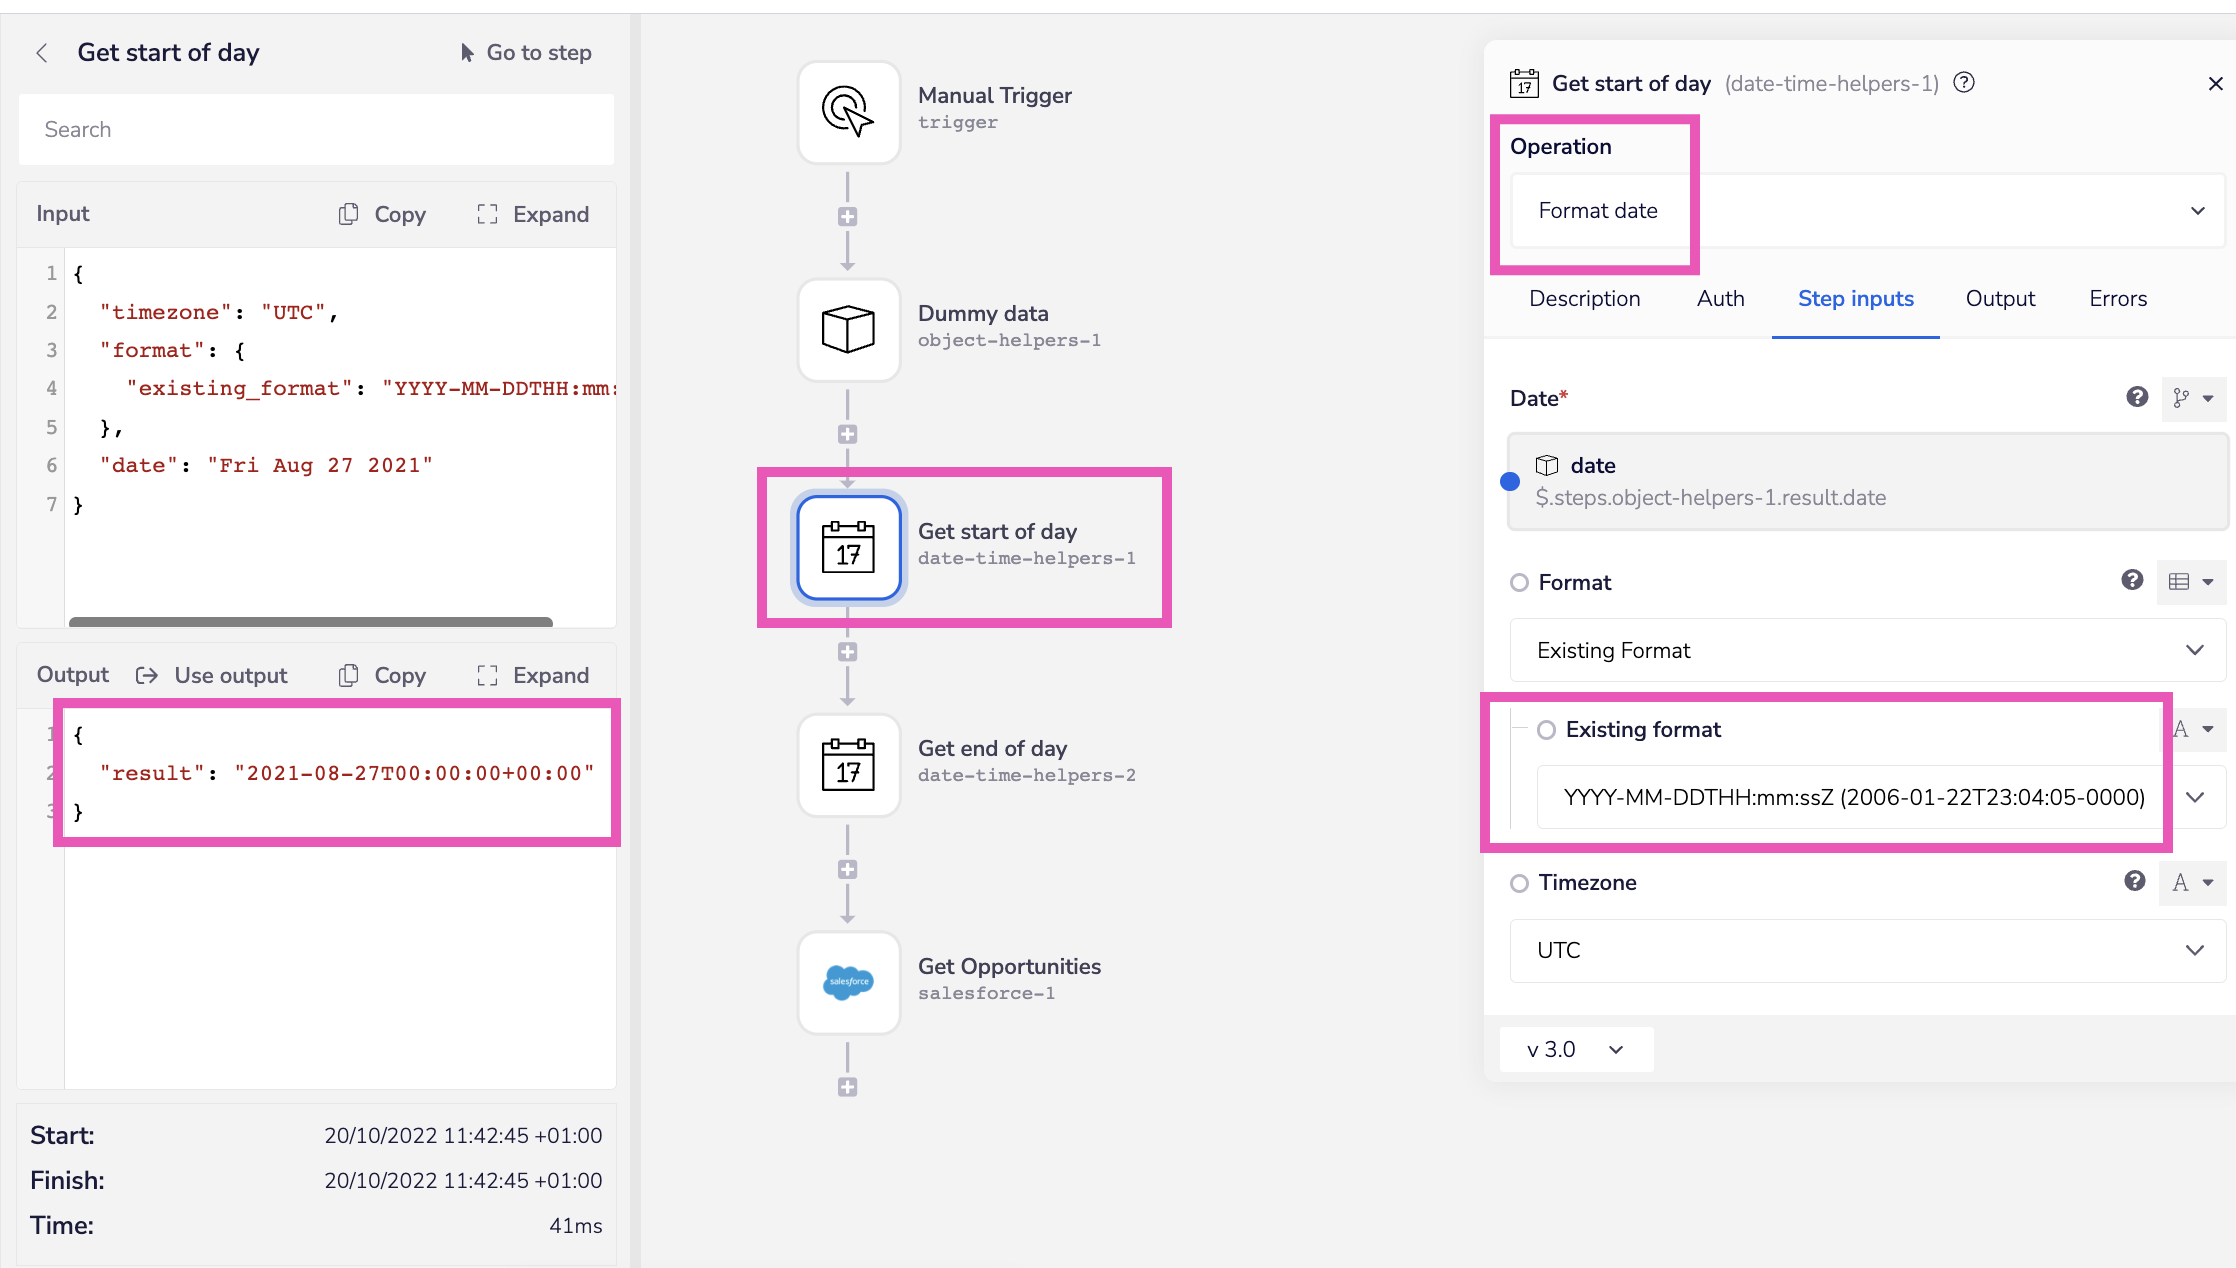 Get start of day
Go to step
Search
Input Copy Expand
1 {
2 "timezone": "UTC",
3 "format": {
4 "existing_format": "YYYY-MM-DDTHH:mm:
5 },
6 "date": "Fri Aug 27 2021"
7 }
Output Use output Copy Expand
1 {
2 "result": "2021-08-27T00:00:00+00:00"
3 }
Start: 20/10/2022 11:42:45 +01:00
Finish: 20/10/2022 11:42:45 +01:00
Time: 41ms
Manual Trigger
trigger
Dummy data
object-helpers-1
17
Get start of day
date-time-helpers-1
17
Get end of day
date-time-helpers-2
salesforce
Get Opportunities
salesforce-1
17 Get start of day (date-time-helpers-1) ?
Operation
Format date
Description Auth Step inputs Output Errors
Date* ?
date
$.steps.object-helpers-1.result.date
Format ?
Existing Format
Existing format A
YYYY-MM-DDTHH:mm:ssZ (2006-01-22T23:04:05-0000)
Timezone ? A
UTC
v 3.0